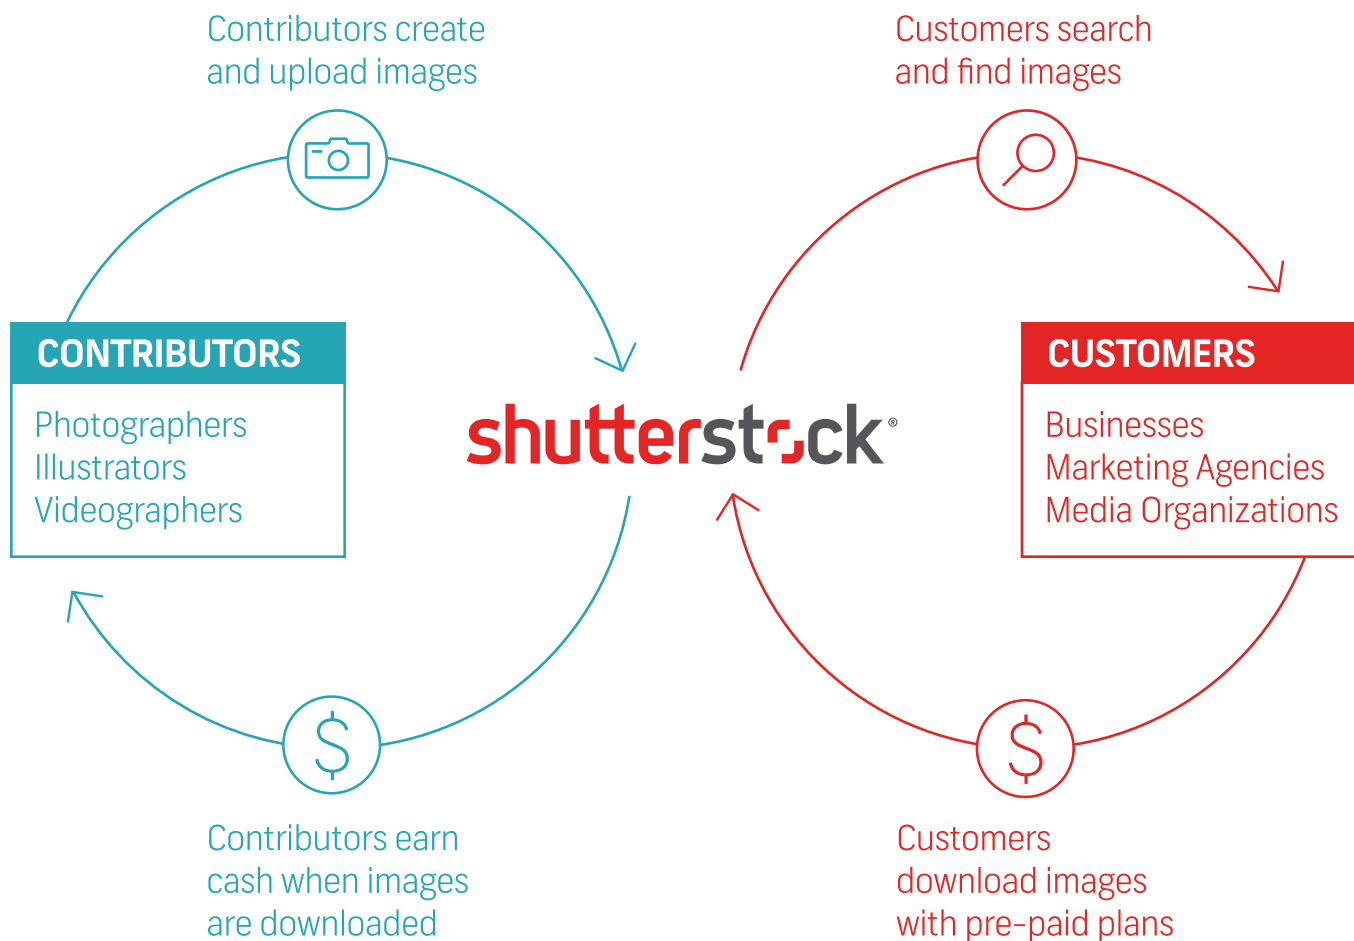 Contributors create
and upload images
Customers search
and find images
CONTRIBUTORS
Photographers
Illustrators
Videographers
shutterstock®
CUSTOMERS
Businesses
Marketing Agencies
Media Organizations
$
$
Contributors earn
cash when images
are downloaded
Customers
download images
with pre-paid plans